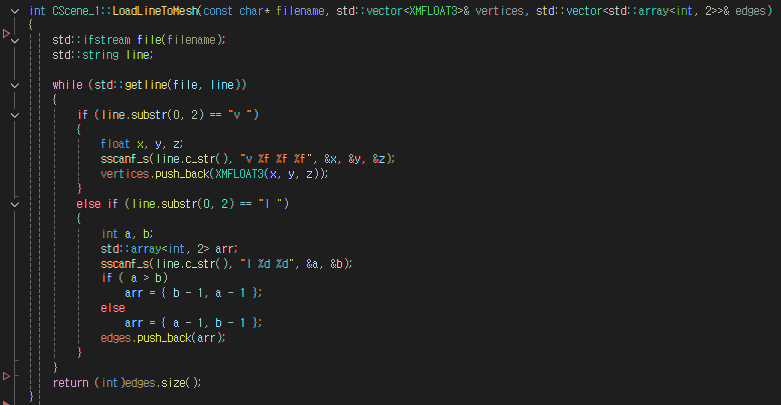 int CScene_1::LoadLineToMesh(const char* filename, std::vector<XMFLOAT3>& vertices, std::vector<std::array<int, 2>>& edges)
{
    std::ifstream file(filename);
    std::string line;

    while (std::getline(file, line))
    {
        if (line.substr(0, 2) == "v ")
        {
            float x, y, z;
            sscanf_s(line.c_str(), "v %f %f %f", &x, &y, &z);
            vertices.push_back(XMFLOAT3(x, y, z));
        }
        else if (line.substr(0, 2) == "l ")
        {
            int a, b;
            std::array<int, 2> arr;
            sscanf_s(line.c_str(), "l %d %d", &a, &b);
            if ( a > b)
                arr = { b - 1, a - 1 };
            else
                arr = { a - 1, b - 1 };
            edges.push_back(arr);
        }
    }
    return (int)edges.size();
}